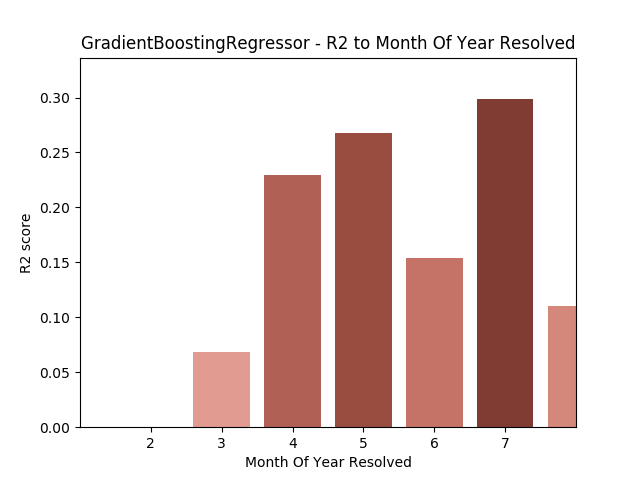 GradientBoostingRegressor - R2 to Month Of Year Resolved
0.30
0.25
0.20
0.15
0.10
0.05
0.00
R2 score
2 3 4 5 6 7
Month Of Year Resolved